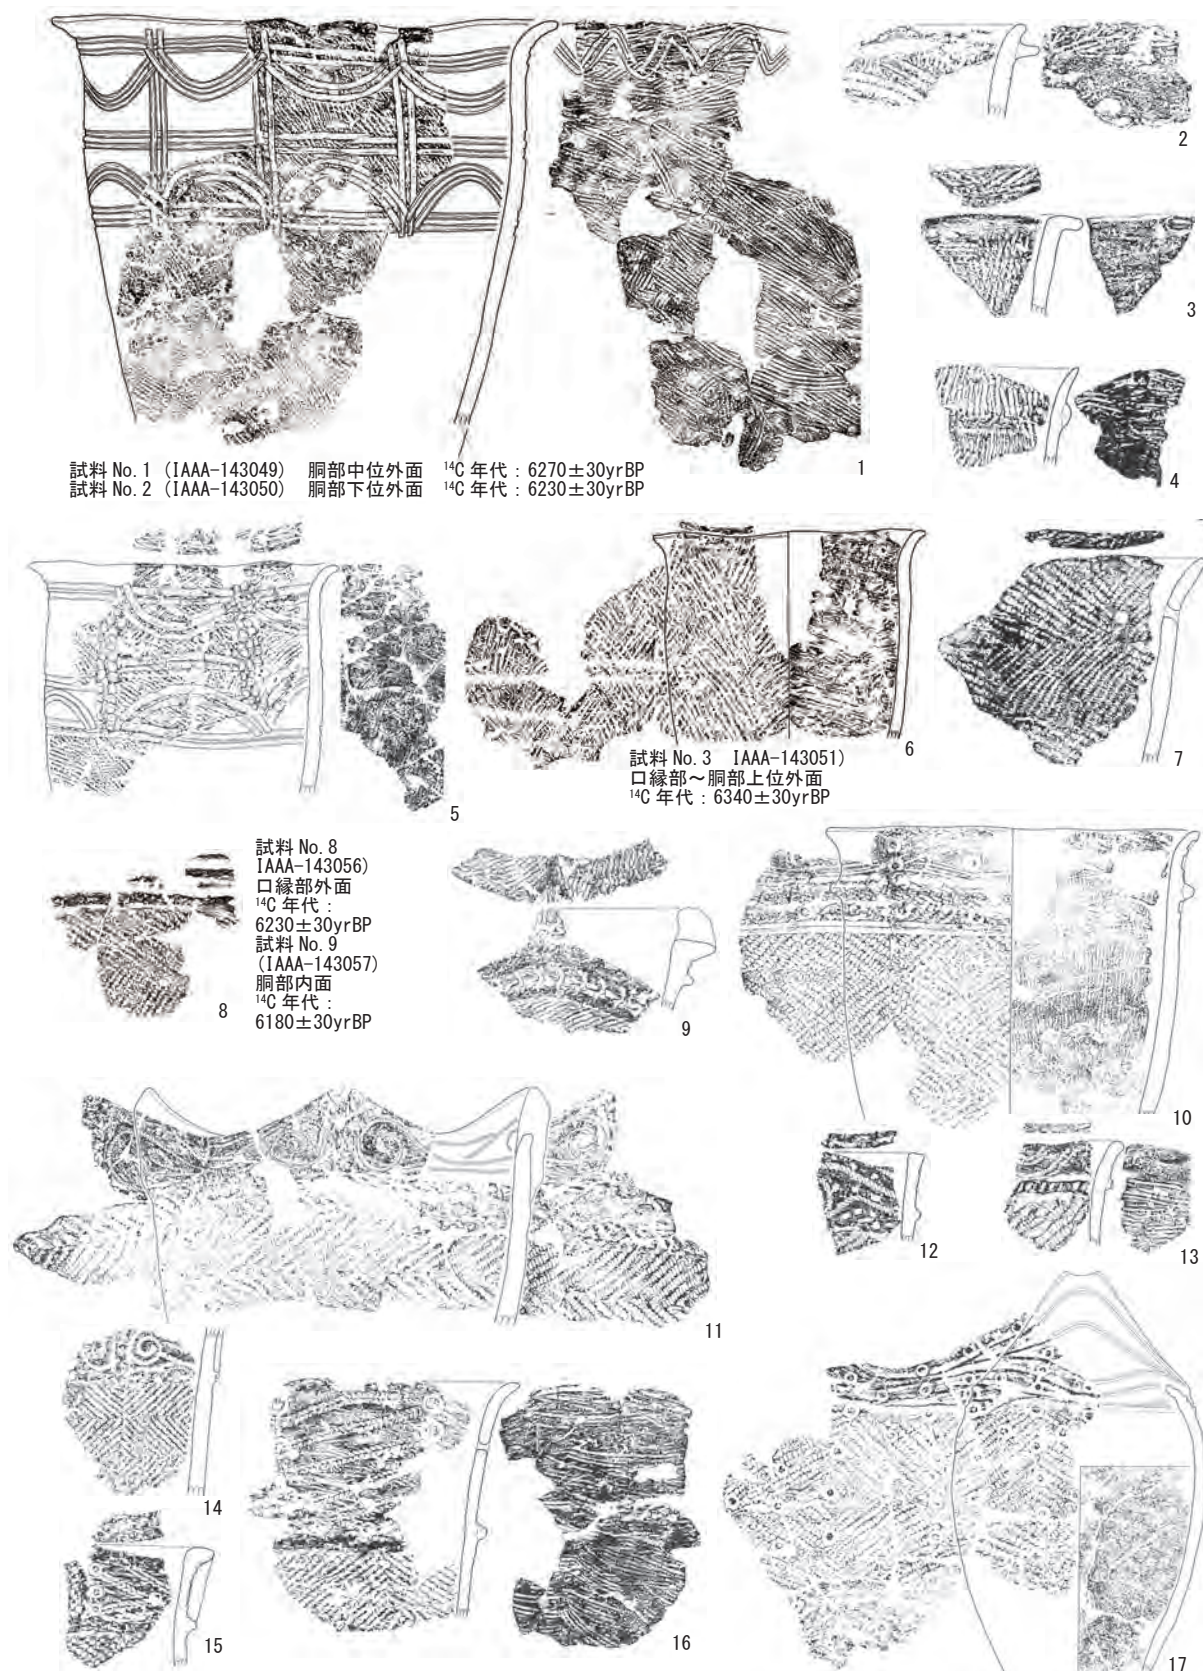 2
3
試料 No.1 (IAAA-143049) 胴部中位外面 ¹⁴C 年代：6270±30yrBP
試料 No.2 (IAAA-143050) 胴部下位外面 ¹⁴C 年代：6230±30yrBP
1
4
5
試料 No.3 IAAA-143051)
口縁部～胴部上位外面
¹⁴C 年代：6340±30yrBP
6
7
試料 No.8
IAAA-143056)
口縁部外面
¹⁴C 年代：
6230±30yrBP
試料 No.9
(IAAA-143057)
胴部内面
¹⁴C 年代：
6180±30yrBP
8
9
10
11
12
13
14
15
16
17